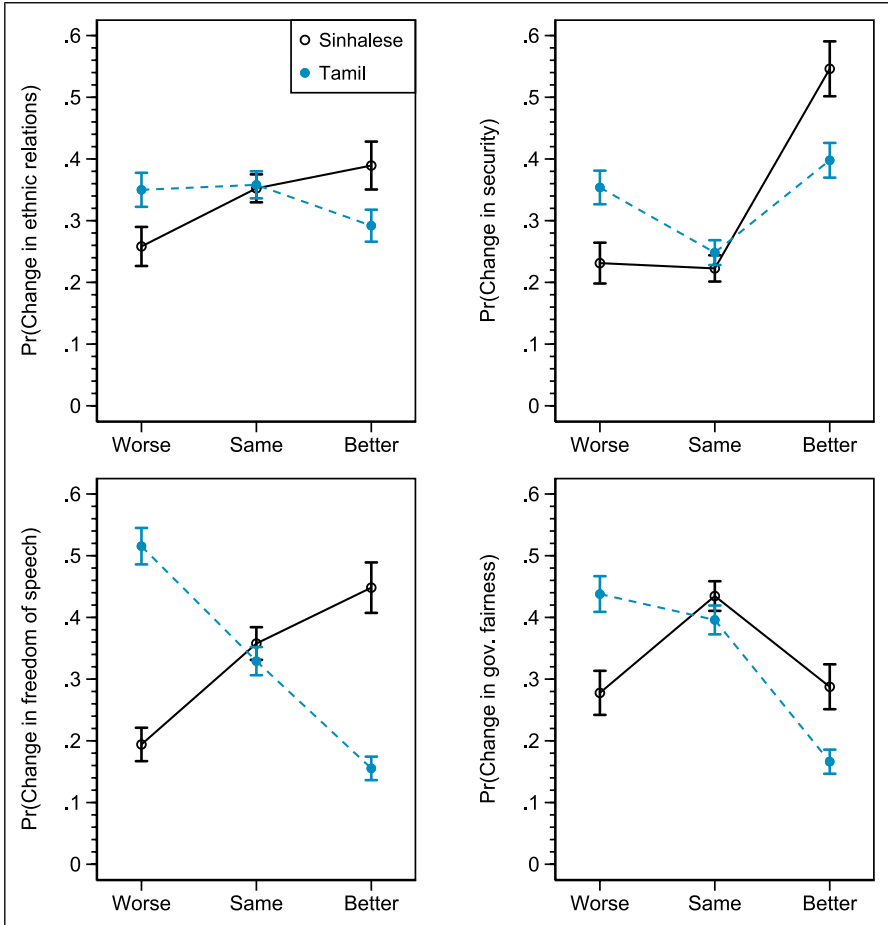 Pr(Change in ethnic relations)
.6
.5
.4
.3
.2
.1
0
Worse Same Better
Sinhalese
Tamil
Pr(Change in security)
.6
.5
.4
.3
.2
.1
0
Worse Same Better
Pr(Change in freedom of speech)
.6
.5
.4
.3
.2
.1
0
Worse Same Better
Pr(Change in gov. fairness)
.6
.5
.4
.3
.2
.1
0
Worse Same Better